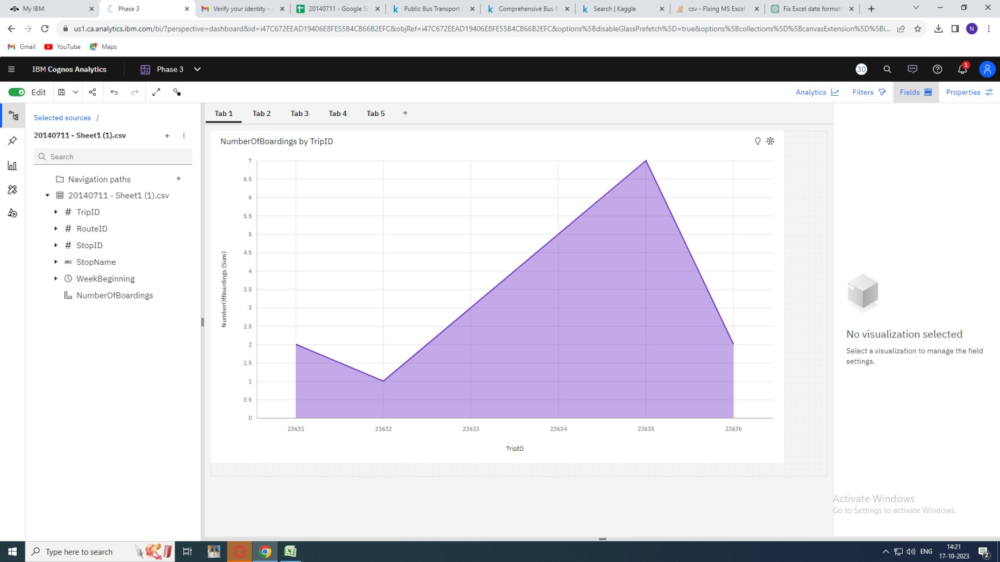 My IBM
Phase 3
Verify your identity -
20140711 - Google Sh
Public Bus Transport D
Comprehensive Bus B
Search | Kaggle
csv - FIxing MS Excel
Fix Excel date formatt
us1.ca.analytics.ibm.com/bi/?perspective=dashboard&id=i47C672EEAD19406E8FE55B4CB66B2EFC&objRef=i47C672EEAD19406E8FE55B4CB66B2EFC&options%5BdisableGlassPrefetch%5D=true&options%5Bcollections%5D%5BcanvasExtension%5D%5Bi...
N
Gmail
YouTube
Maps
IBM Cognos Analytics
Phase 3
30
1
Edit
Analytics
Filters
Fields
Properties
Selected sources /
20140711 - Sheet1 (1).csv
Search
Navigation paths
20140711 - Sheet1 (1).csv
# TripID
# RouteID
# StopID
abc StopName
WeekBeginning
NumberOfBoardings
Tab 1
Tab 2
Tab 3
Tab 4
Tab 5
+
NumberOfBoardings by TripID
NumberOfBoardings (Sum)
7
6.5
6
5.5
5
4.5
4
3.5
3
2.5
2
1.5
1
0.5
0
23631
23632
23633
23634
23635
23636
TripID
No visualization selected
Select a visualization to manage the field
settings.
Activate Windows
Go to Settings to activate Windows.
Type here to search
ENG
14:21
17-10-2023
2